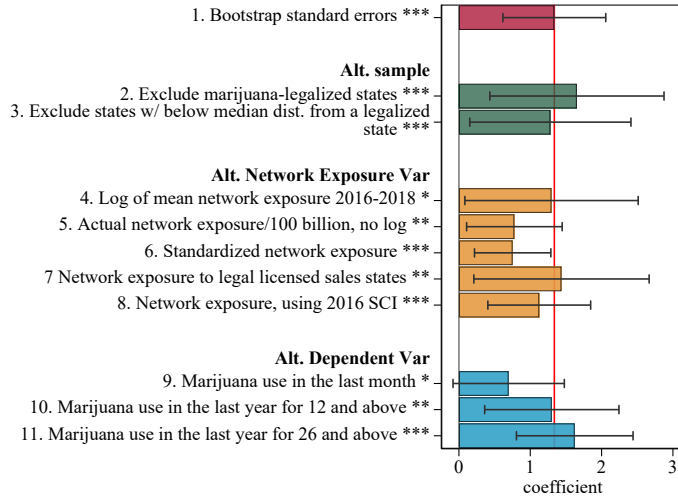 1. Bootstrap standard errors ***
Alt. sample
2. Exclude marijuana-legalized states ***
3. Exclude states w/ below median dist. from a legalized
state ***
Alt. Network Exposure Var
4. Log of mean network exposure 2016-2018 *
5. Actual network exposure/100 billion, no log **
6. Standardized network exposure ***
7 Network exposure to legal licensed sales states **
8. Network exposure, using 2016 SCI ***
Alt. Dependent Var
9. Marijuana use in the last month *
10. Marijuana use in the last year for 12 and above **
11. Marijuana use in the last year for 26 and above ***
0 1 2 3
coefficient